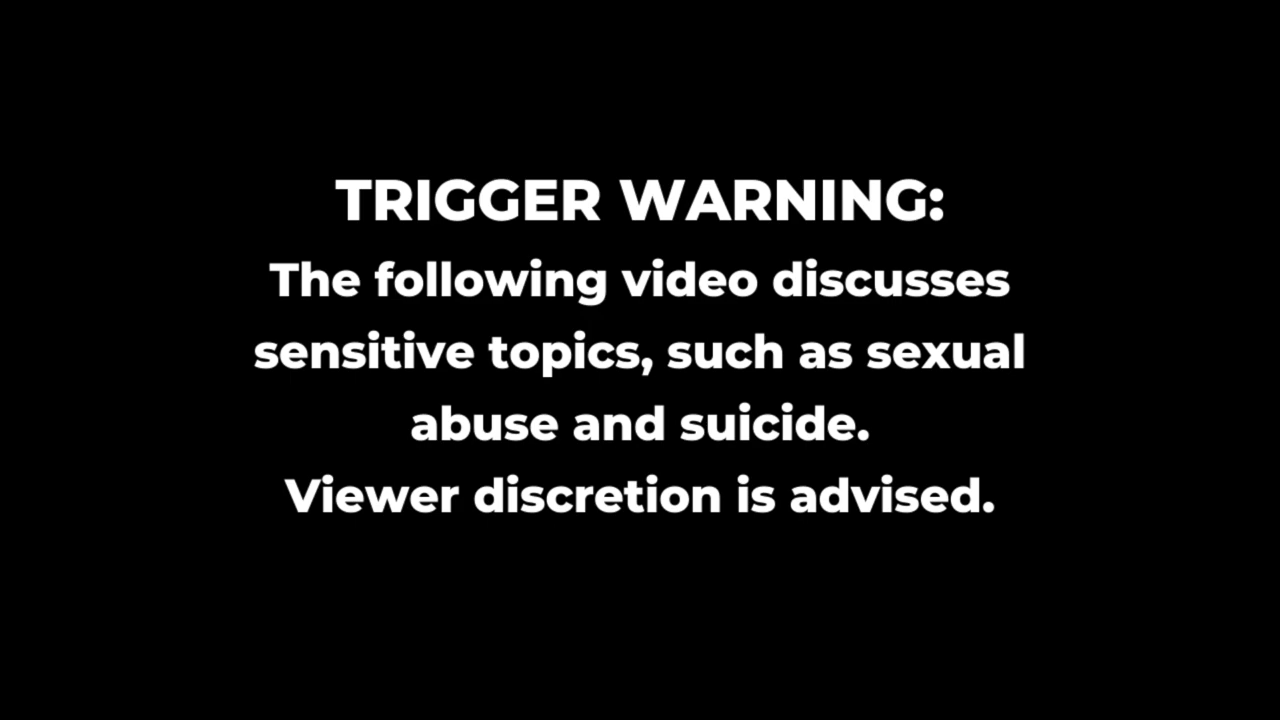 TRIGGER WARNING:
The following video discusses
sensitive topics, such as sexual
abuse and suicide.
Viewer discretion is advised.